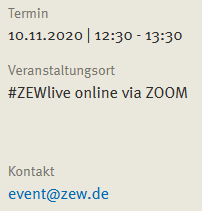 Termin
10.11.2020 | 12:30 - 13:30
Veranstaltungsort
#ZEWlive online via ZOOM
Kontakt
event@zew.de